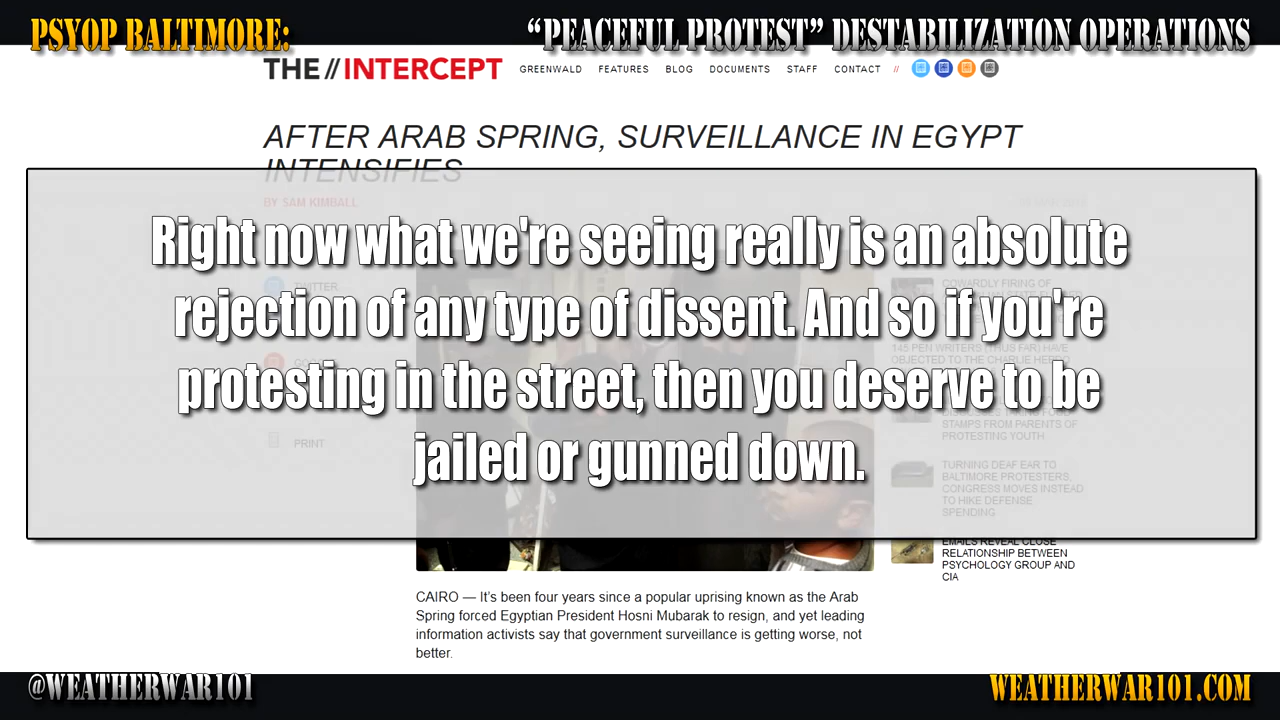 PSYOP BALTIMORE:
“PEACEFUL PROTEST” DESTABILIZATION OPERATIONS
THE // INTERCEPT
GREENWALD FEATURES BLOG DOCUMENTS STAFF CONTACT //
AFTER ARAB SPRING, SURVEILLANCE IN EGYPT
INTENSIFIES
BY SAM KIMBALL
Right now what we're seeing really is an absolute
rejection of any type of dissent. And so if you're
protesting in the street, then you deserve to be
jailed or gunned down.
TWITTER
PRINT
COWARDLY FIRING OF
145 PEN WRITERS (THUS FAR) HAVE
OBJECTED TO THE CHARLIE HEBDO
STAMPS FROM PARENTS OF
PROTESTING YOUTH
TURNING DEAF EAR TO
BALTIMORE PROTESTERS,
CONGRESS MOVES INSTEAD
TO HIKE DEFENSE
SPENDING
EMAILS REVEAL CLOSE
RELATIONSHIP BETWEEN
PSYCHOLOGY GROUP AND
CIA
CAIRO — It’s been four years since a popular uprising known as the Arab
Spring forced Egyptian President Hosni Mubarak to resign, and yet leading
information activists say that government surveillance is getting worse, not
better.
@WEATHERWAR101
WEATHERWAR101.COM